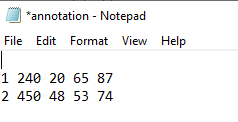 *annotation - Notepad
File Edit Format View Help
1 240 20 65 87
2 450 48 53 74